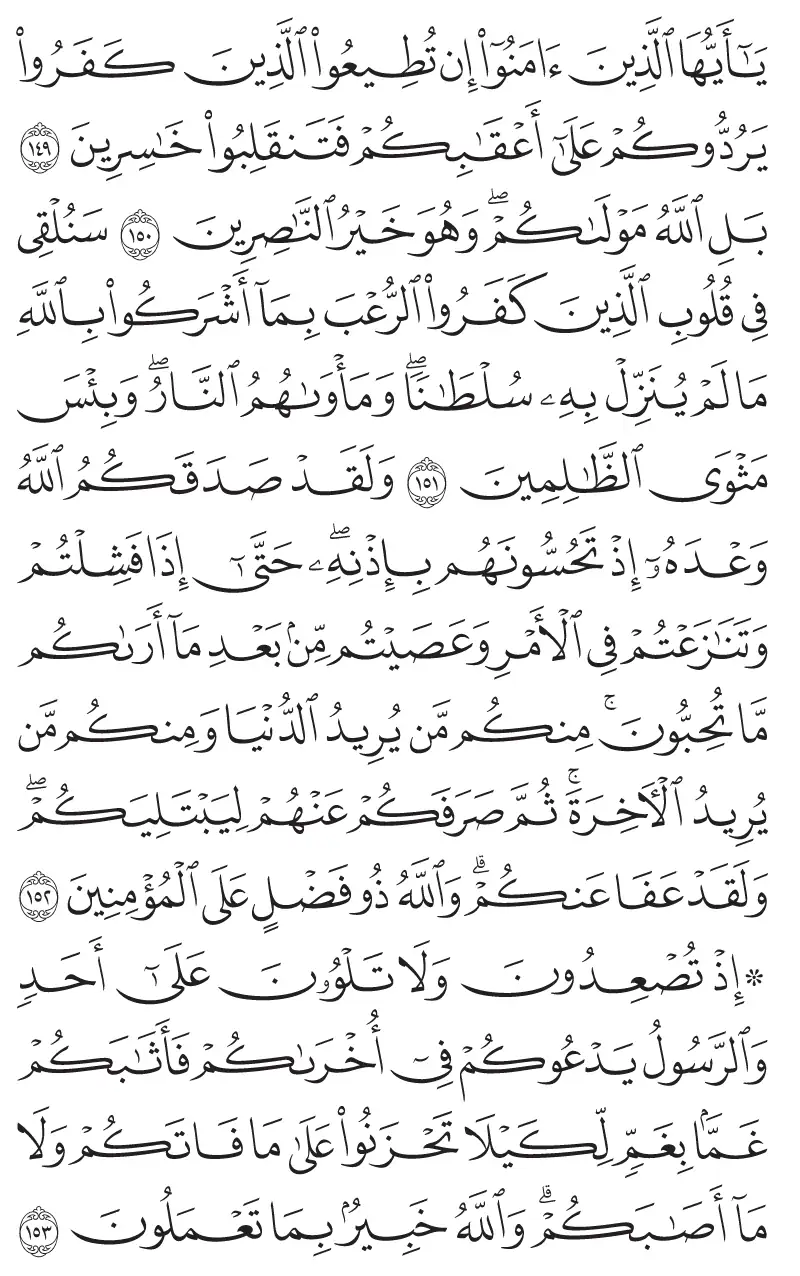 يَـٰٓأَيُّهَا ٱلَّذِينَ ءَامَنُوٓا۟ إِن تُطِيعُوا۟ ٱلَّذِينَ كَفَرُوا۟
يَرُدُّوكُمْ عَلَىٰٓ أَعْقَـٰبِكُمْ فَتَنقَلِبُوا۟ خَـٰسِرِينَ ١٤٩
بَلِ ٱللَّهُ مَوْلَىٰكُمْ ۖ وَهُوَ خَيْرُ ٱلنَّـٰصِرِينَ ١٥٠ سَنُلْقِى
فِى قُلُوبِ ٱلَّذِينَ كَفَرُوا۟ ٱلرُّعْبَ بِمَآ أَشْرَكُوا۟ بِٱللَّهِ
مَا لَمْ يُنَزِّلْ بِهِۦ سُلْطَـٰنًا ۖ وَمَأْوَىٰهُمُ ٱلنَّارُ ۖ وَبِئْسَ
مَثْوَى ٱلظَّـٰلِمِينَ ١٥١ وَلَقَدْ صَدَقَكُمُ ٱللَّهُ
وَعْدَهُۥٓ إِذْ تَحُسُّونَهُم بِإِذْنِهِۦ ۖ حَتَّىٰٓ إِذَا فَشِلْتُمْ
وَتَنَـٰزَعْتُمْ فِى ٱلْأَمْرِ وَعَصَيْتُم مِّنۢ بَعْدِ مَآ أَرَىٰكُم
مَّا تُحِبُّونَ ۚ مِنكُم مَّن يُرِيدُ ٱلدُّنْيَا وَمِنكُم مَّن
يُرِيدُ ٱلْـَٔاخِرَةَ ۚ ثُمَّ صَرَفَكُمْ عَنْهُمْ لِيَبْتَلِيَكُمْ ۖ
وَلَقَدْ عَفَا عَنكُمْ ۗ وَٱللَّهُ ذُو فَضْلٍ عَلَى ٱلْمُؤْمِنِينَ ١٥٢
۞ إِذْ تُصْعِدُونَ وَلَا تَلْوُۥنَ عَلَىٰٓ أَحَدٍ
وَٱلرَّسُولُ يَدْعُوكُمْ فِىٓ أُخْرَىٰكُمْ فَأَثَـٰبَكُمْ
غَمًّۢا بِغَمٍّ لِّكَيْلَا تَحْزَنُوا۟ عَلَىٰ مَا فَاتَكُمْ وَلَا
مَآ أَصَـٰبَكُمْ ۗ وَٱللَّهُ خَبِيرٌۢ بِمَا تَعْمَلُونَ ١٥٣